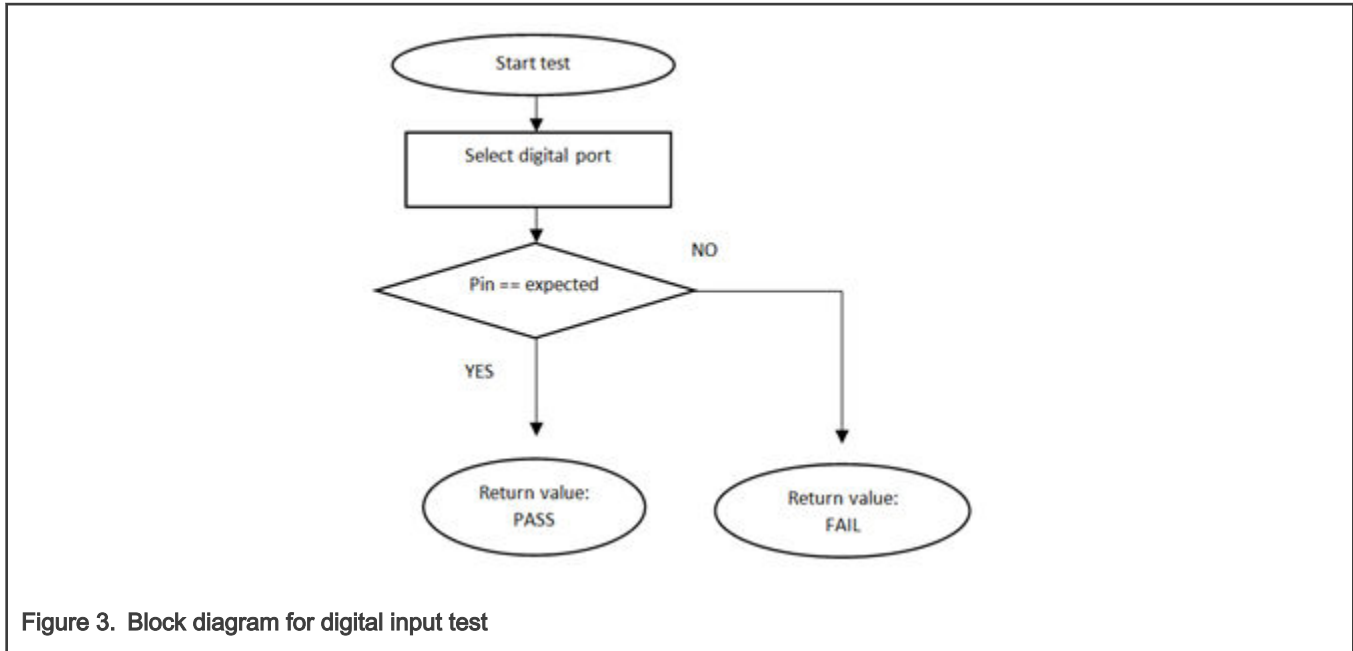 Start test
Select digital port
Pin == expected
NO
YES
Return value:
PASS
Return value:
FAIL
Figure 3. Block diagram for digital input test